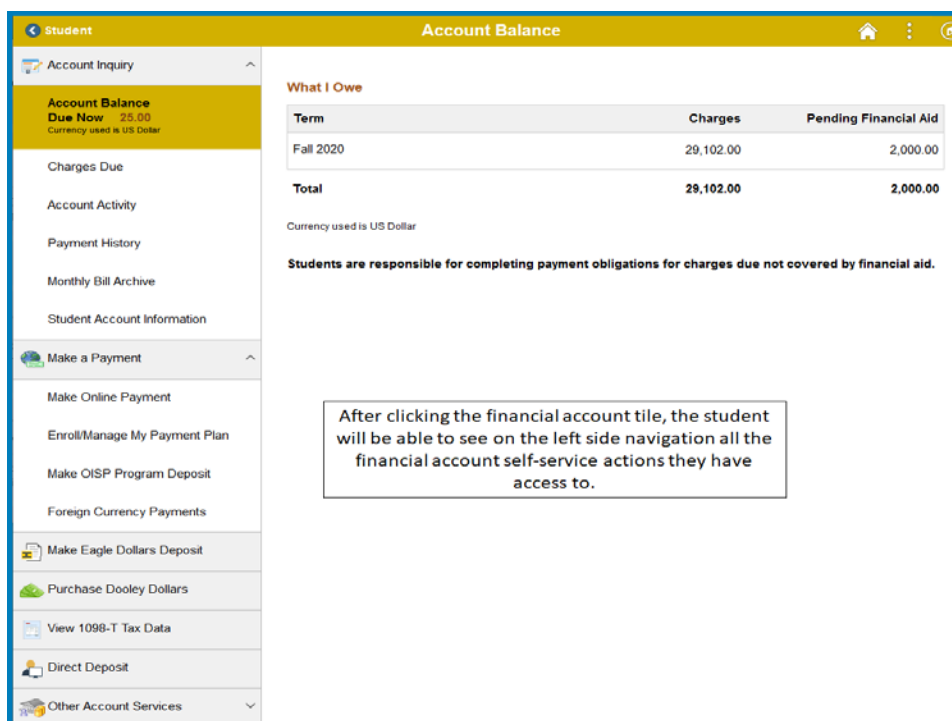 Student
Account Balance
Account Inquiry
Account Balance
Due Now 25.00
Currency used is US Dollar
Charges Due
Account Activity
Payment History
Monthly Bill Archive
Student Account Information
Make a Payment
Make Online Payment
Enroll/Manage My Payment Plan
Make OISP Program Deposit
Foreign Currency Payments
Make Eagle Dollars Deposit
Purchase Dooley Dollars
View 1098-T Tax Data
Direct Deposit
Other Account Services
What I Owe
Term Charges Pending Financial Aid
Fall 2020 29,102.00 2,000.00
Total 29,102.00 2,000.00
Currency used is US Dollar
Students are responsible for completing payment obligations for charges due not covered by financial aid.
After clicking the financial account tile, the student
will be able to see on the left side navigation all the
financial account self-service actions they have
access to.